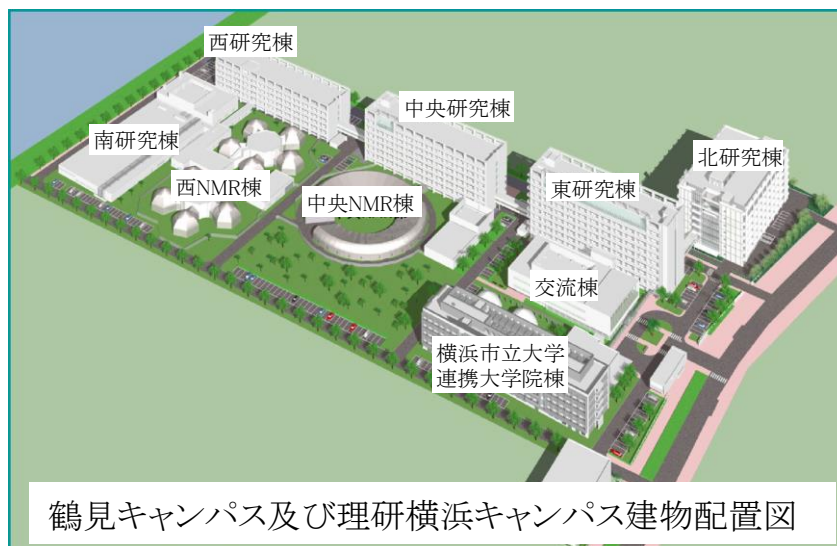 西研究棟
中央研究棟
南研究棟
北研究棟
東研究棟
西NMR棟
中央NMR棟
交流棟
横浜市立大学
連携大学院棟
鶴見キャンパス及び理研横浜キャンパス建物配置図